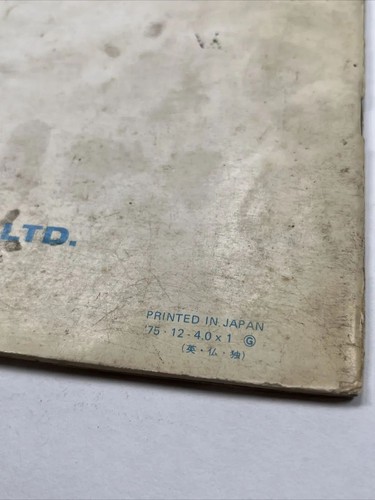 LTD.
PRINTED IN JAPAN
'75・12-4.0×1 Ⓖ
(英・仏・独)